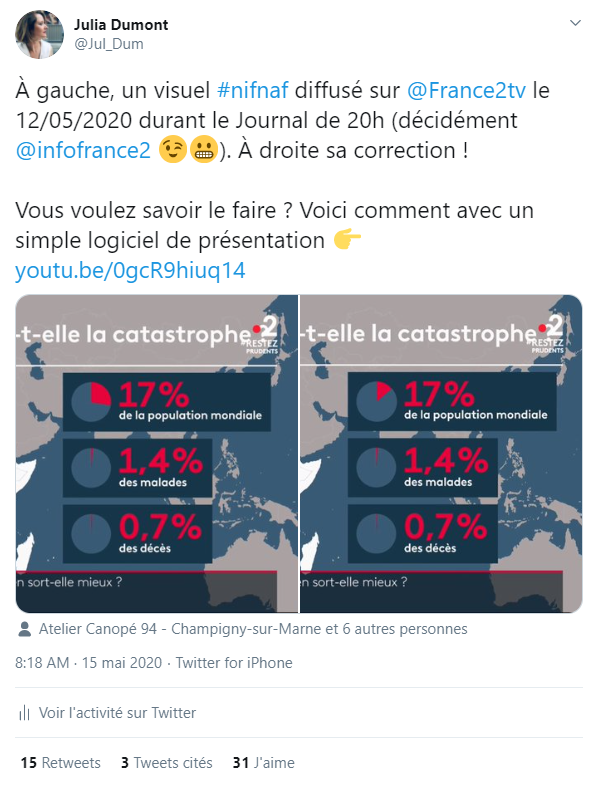 Julia Dumont
@Jul_Dum
À gauche, un visuel #nifnaf diffusé sur @France2tv le
12/05/2020 durant le Journal de 20h (décidément
@infofrance2 😉😬). À droite sa correction !
Vous voulez savoir le faire ? Voici comment avec un
simple logiciel de présentation 👉
youtu.be/0gcR9hiuq14
-t-elle la catastrophe
2
RESTEZ
PRUDENTS
17%
de la population mondiale
1,4%
des malades
0,7%
des décès
n sort-elle mieux ?
-t-elle la catastrophe
2
RESTEZ
PRUDENTS
17%
de la population mondiale
1,4%
des malades
0,7%
des décès
n sort-elle mieux ?
Atelier Canopé 94 - Champigny-sur-Marne et 6 autres personnes
8:18 AM · 15 mai 2020 · Twitter for iPhone
Voir l'activité sur Twitter
15 Retweets 3 Tweets cités 31 J'aime